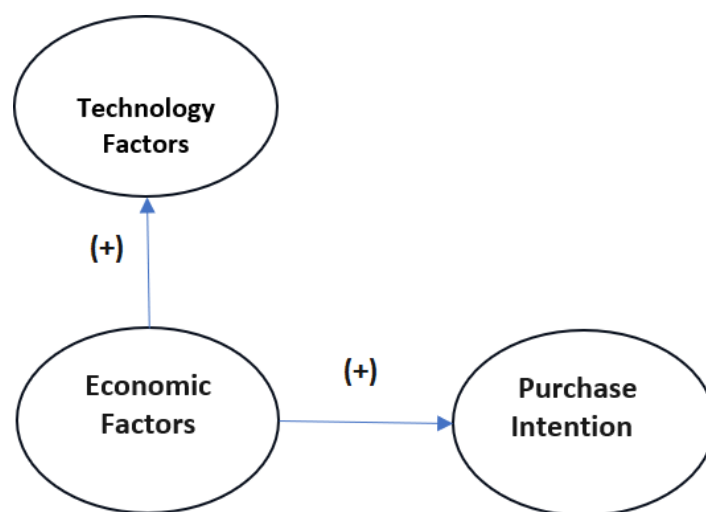 Technology
Factors
(+)
(+)
Economic
Factors
Purchase
Intention